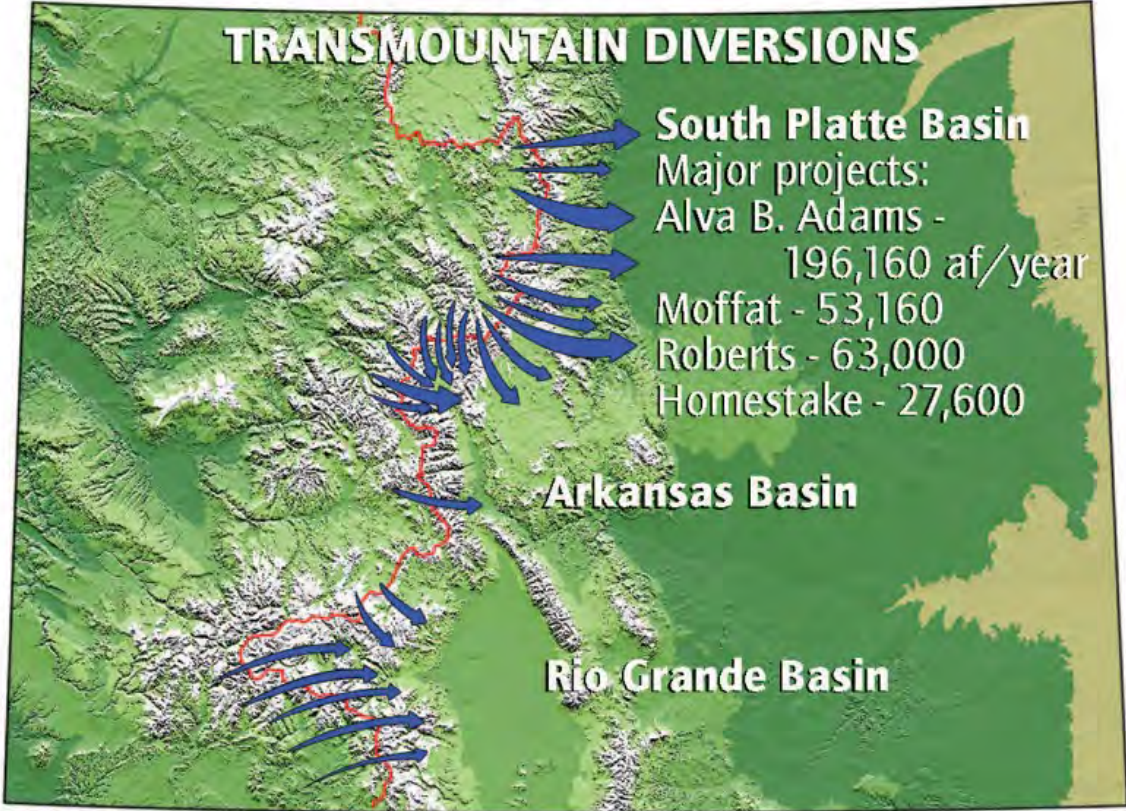 TRANSMOUNTAIN DIVERSIONS
South Platte Basin
Major projects:
Alva B. Adams -
196,160 af/year
Moffat - 53,160
Roberts - 63,000
Homestake - 27,600
Arkansas Basin
Rio Grande Basin